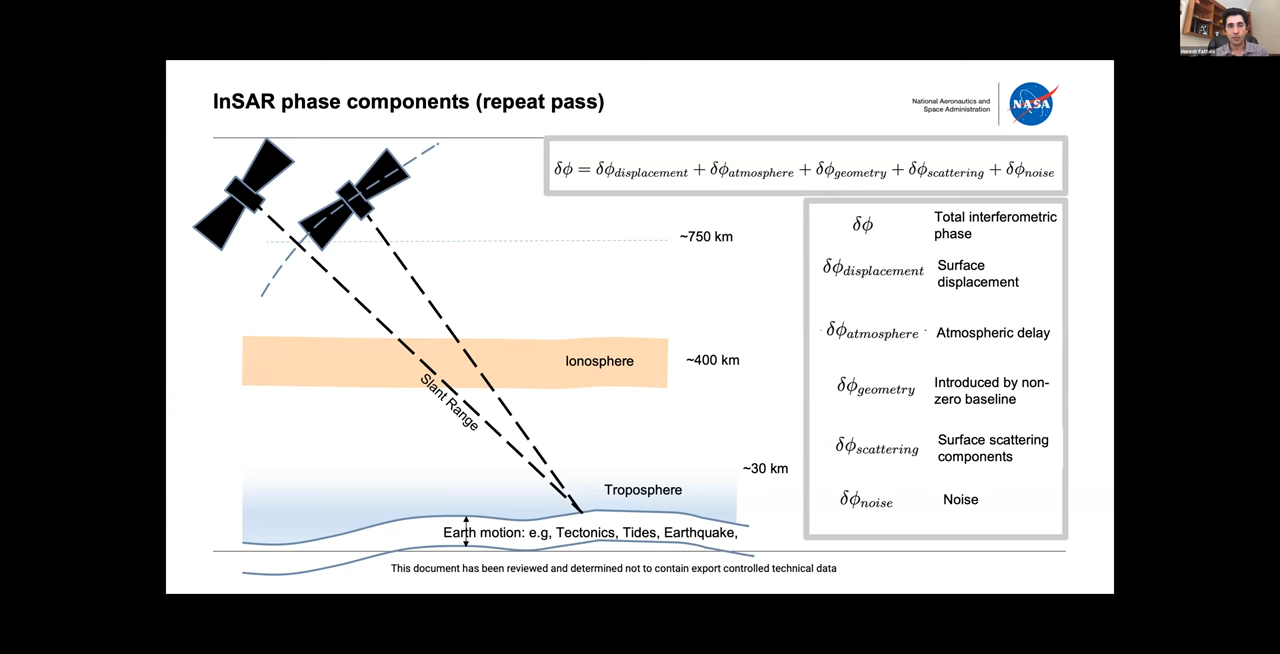 Heresh Fattahi
InSAR phase components (repeat pass)
National Aeronautics and
Space Administration
NASA
δϕ = δϕ_displacement + δϕ_atmosphere + δϕ_geometry + δϕ_scattering + δϕ_noise
~750 km
δϕ Total interferometric
phase
δϕ_displacement Surface
displacement
δϕ_atmosphere Atmospheric delay
Ionosphere
~400 km
δϕ_geometry Introduced by non-
zero baseline
Slant Range
δϕ_scattering Surface scattering
components
~30 km
Troposphere
δϕ_noise Noise
Earth motion: e.g, Tectonics, Tides, Earthquake,
This document has been reviewed and determined not to contain export controlled technical data